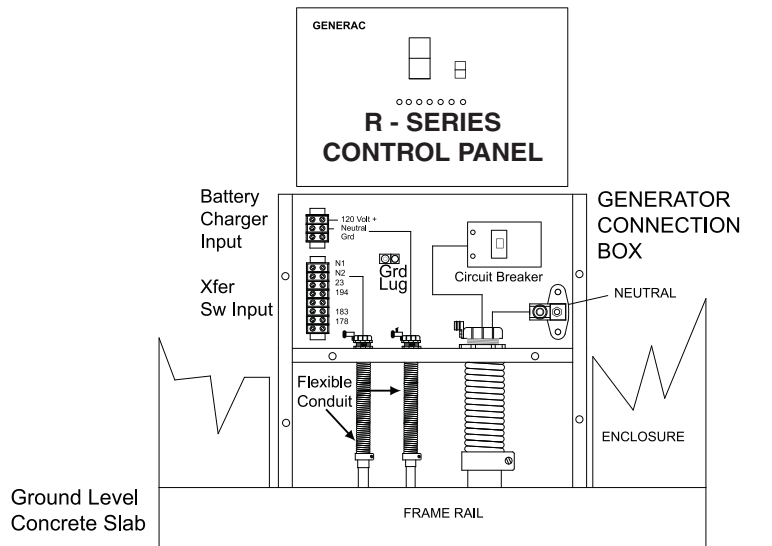 GENERAC
R - SERIES
CONTROL PANEL
Battery
Charger
Input
120 Volt +
Neutral
Grd
GENERATOR
CONNECTION
BOX
Xfer
Sw Input
N1
N2
23
194
183
178
Grd
Lug
Circuit Breaker
NEUTRAL
Flexible
Conduit
ENCLOSURE
Ground Level
Concrete Slab
FRAME RAIL